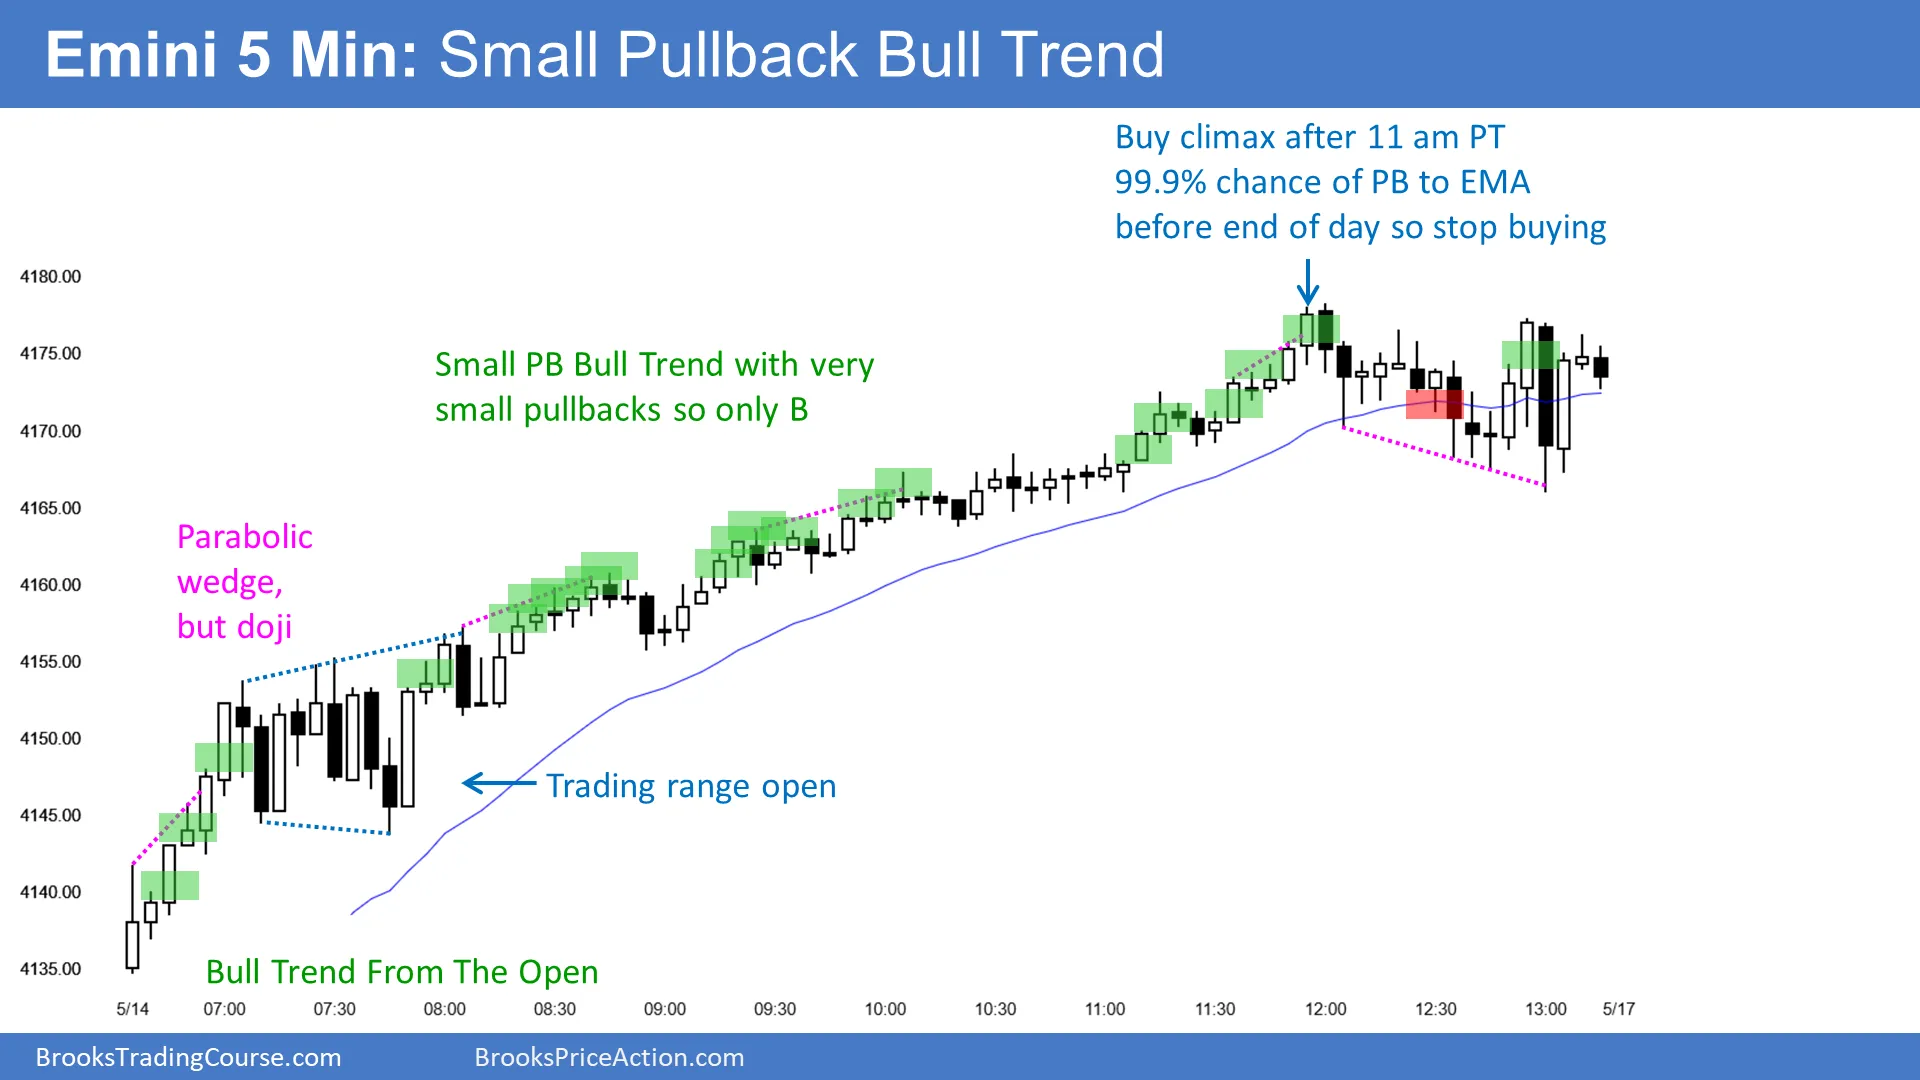 Emini 5 Min: Small Pullback Bull Trend
Buy climax after 11 am PT
99.9% chance of PB to EMA
before end of day so stop buying
4180.00
4175.00
4170.00
4165.00
4160.00
4155.00
4150.00
4145.00
4140.00
4135.00
Small PB Bull Trend with very
small pullbacks so only B
Parabolic
wedge,
but doji
Trading range open
Bull Trend From The Open
5/14 07:00 07:30 08:00 08:30 09:00 09:30 10:00 10:30 11:00 11:30 12:00 12:30 13:00 5/17
BrooksTradingCourse.com BrooksPriceAction.com